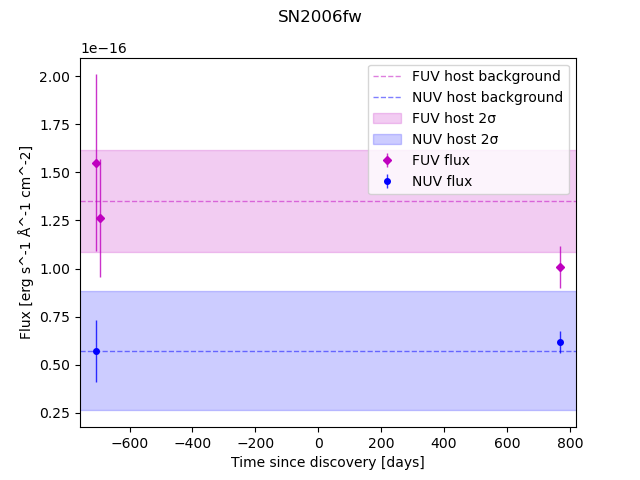 SN2006fw
1e−16
2.00
1.75
1.50
1.25
1.00
0.75
0.50
0.25
Flux [erg s^-1 Å^-1 cm^-2]
FUV host background
NUV host background
FUV host 2σ
NUV host 2σ
FUV flux
NUV flux
−600 −400 −200 0 200 400 600 800
Time since discovery [days]